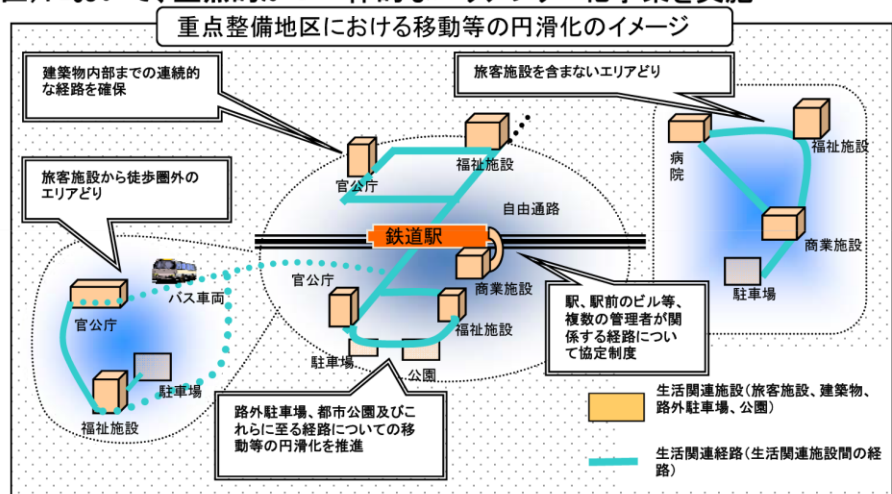 重点整備地区における移動等の円滑化のイメージ
建築物内部までの連続的
な経路を確保
旅客施設を含まないエリアどり
福祉施設
官公庁
病
院
福祉施設
旅客施設から徒歩圏外の
エリアどり
自由通路
鉄道駅
商業施設
バス車両
官公庁
官公庁
商業施設
福祉施設
駐車場
駅、駅前のビル等、
複数の管理者が関
係する経路につい
て協定制度
駐車場
公園
駐車場
福祉施設
路外駐車場、都市公園及びこ
れらに至る経路についての移
動等の円滑化を推進
生活関連施設(旅客施設、建築物、
路外駐車場、公園)
生活関連経路(生活関連施設間の経
路)